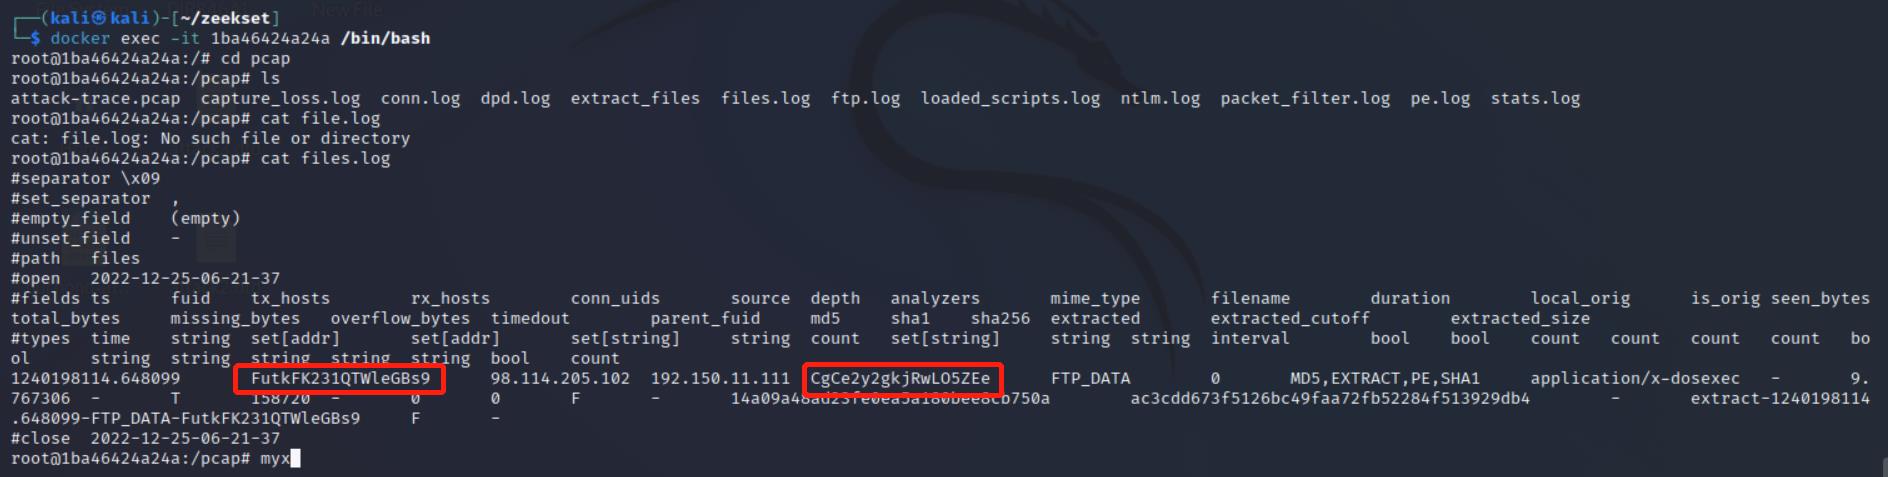 ┌──(kali㉿kali)-[~/zeekset]
└─$ docker exec -it 1ba46424a24a /bin/bash
root@1ba46424a24a:/# cd pcap
root@1ba46424a24a:/pcap# ls
attack-trace.pcap  capture_loss.log  conn.log  dpd.log  extract_files  files.log  ftp.log  loaded_scripts.log  ntlm.log  packet_filter.log  pe.log  stats.log
root@1ba46424a24a:/pcap# cat file.log
cat: file.log: No such file or directory
root@1ba46424a24a:/pcap# cat files.log
#separator \x09
#set_separator  ,
#empty_field    (empty)
#unset_field    -
#path   files
#open   2022-12-25-06-21-37
#fields ts      fuid    tx_hosts        rx_hosts        conn_uids       source  depth   analyzers       mime_type       filename        duration        local_orig      is_orig seen_bytes
total_bytes     missing_bytes   overflow_bytes  timedout        parent_fuid     md5     sha1    sha256  extracted       extracted_cutoff        extracted_size
#types  time    string  set[addr]       set[addr]       set[string]     string  count   set[string]     string  string  interval        bool    bool    count   count   count   count   bo
ol      string  string  string  string  string  bool    count
1240198114.648099       FutkFK231QTWleGBs9      98.114.205.102  192.150.11.111  CgCe2y2gkjRwLO5ZEe      FTP_DATA        0       MD5,EXTRACT,PE,SHA1     application/x-dosexec   -       9.
767306  -       T       158720  -       0       0       F       -       14a09a48ad23fe0ea5a180bee8cb750a        ac3cdd673f5126bc49faa72fb52284f513929db4        -       extract-1240198114
.648099-FTP_DATA-FutkFK231QTWleGBs9     F       -
#close  2022-12-25-06-21-37
root@1ba46424a24a:/pcap# myx